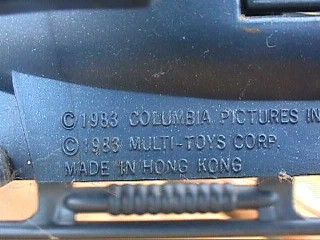 © 1983 COLUMBIA PICTURES IN
© 1983 MULTI-TOYS CORP.
MADE IN HONG KONG